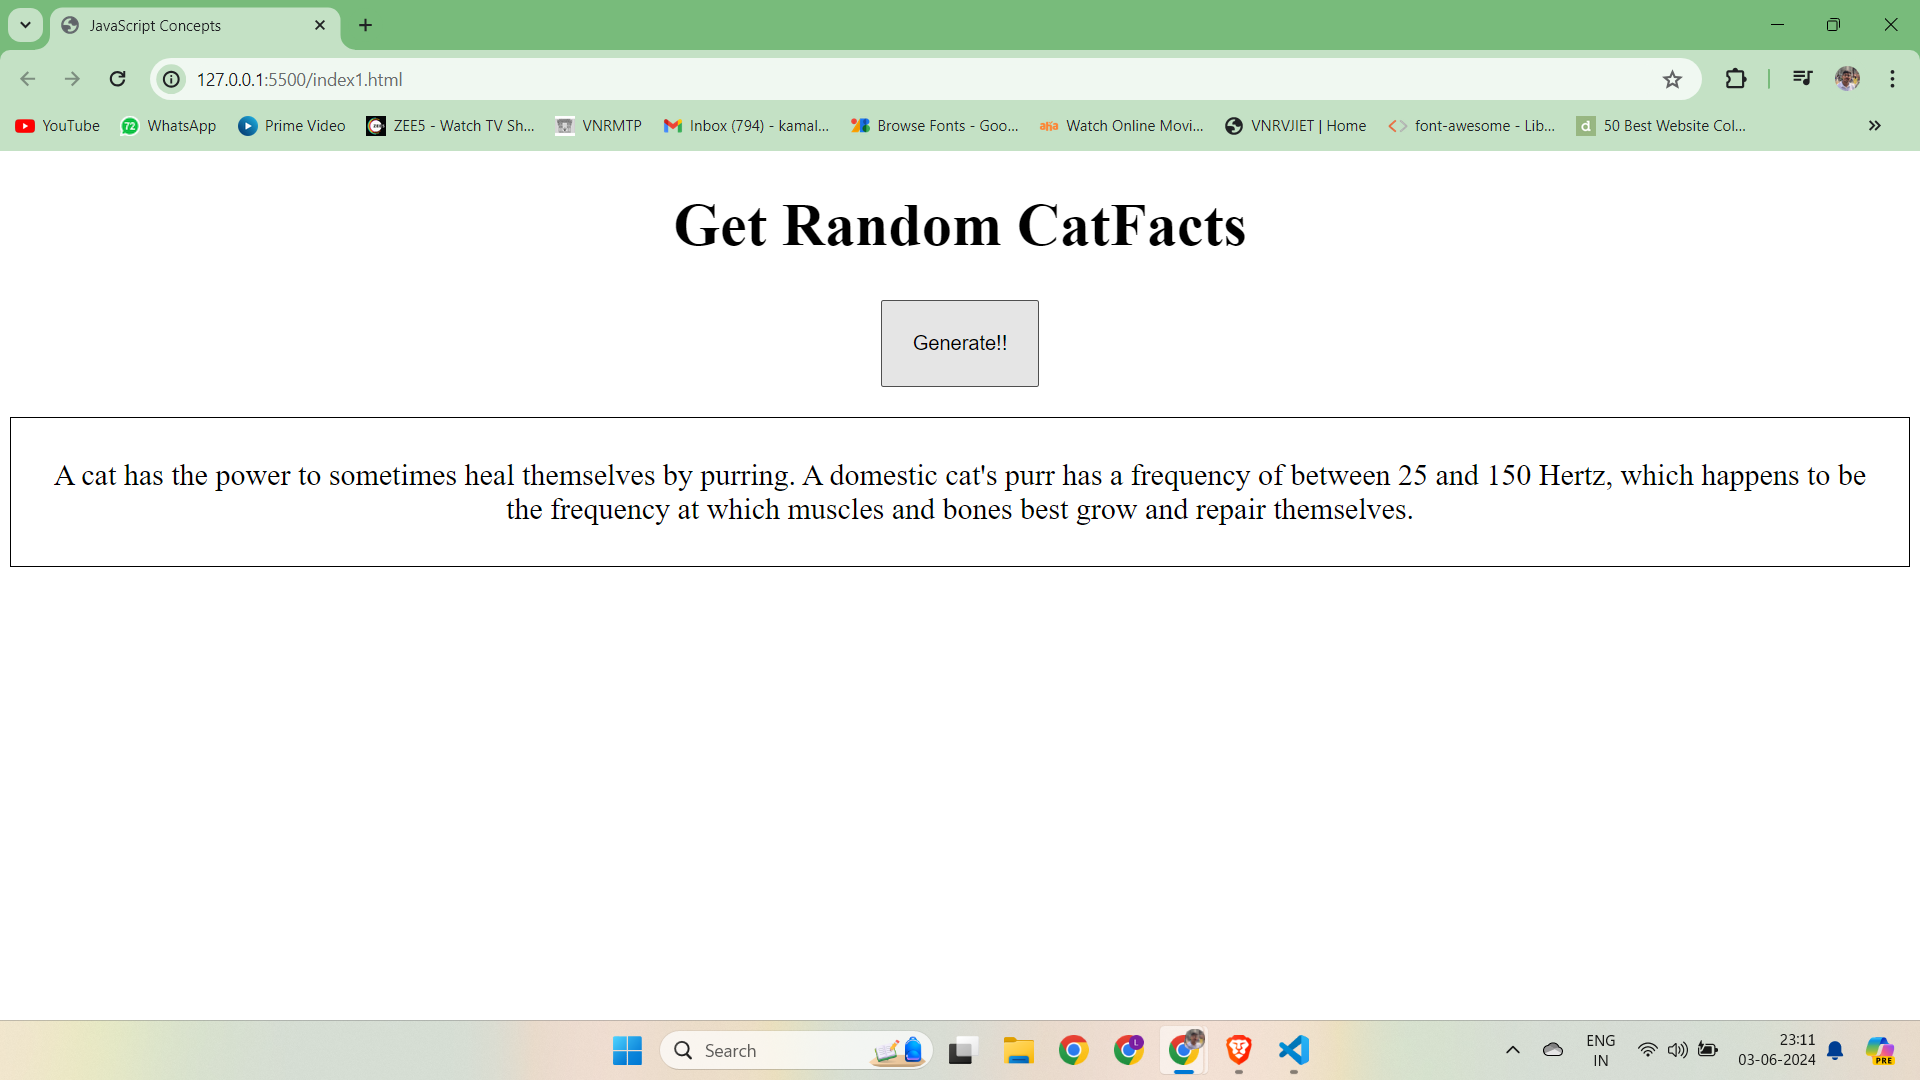 JavaScript Concepts
127.0.0.1:5500/index1.html
YouTube
72
WhatsApp
Prime Video
ZEE5 - Watch TV Sh...
VNRMTP
Inbox (794) - kamal...
Browse Fonts - Goo...
aha
Watch Online Movi...
VNRVJIET | Home
font-awesome - Lib...
d
50 Best Website Col...
Get Random CatFacts
Generate!!
A cat has the power to sometimes heal themselves by purring. A domestic cat's purr has a frequency of between 25 and 150 Hertz, which happens to be
the frequency at which muscles and bones best grow and repair themselves.
Search
L
ENG
IN
23:11
03-06-2024
PRE